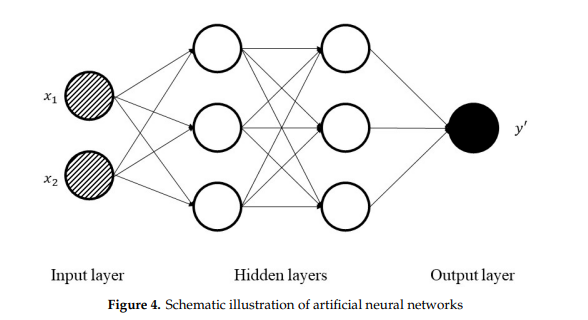 x₁
x₂
y′
Input layer Hidden layers Output layer
Figure 4. Schematic illustration of artificial neural networks